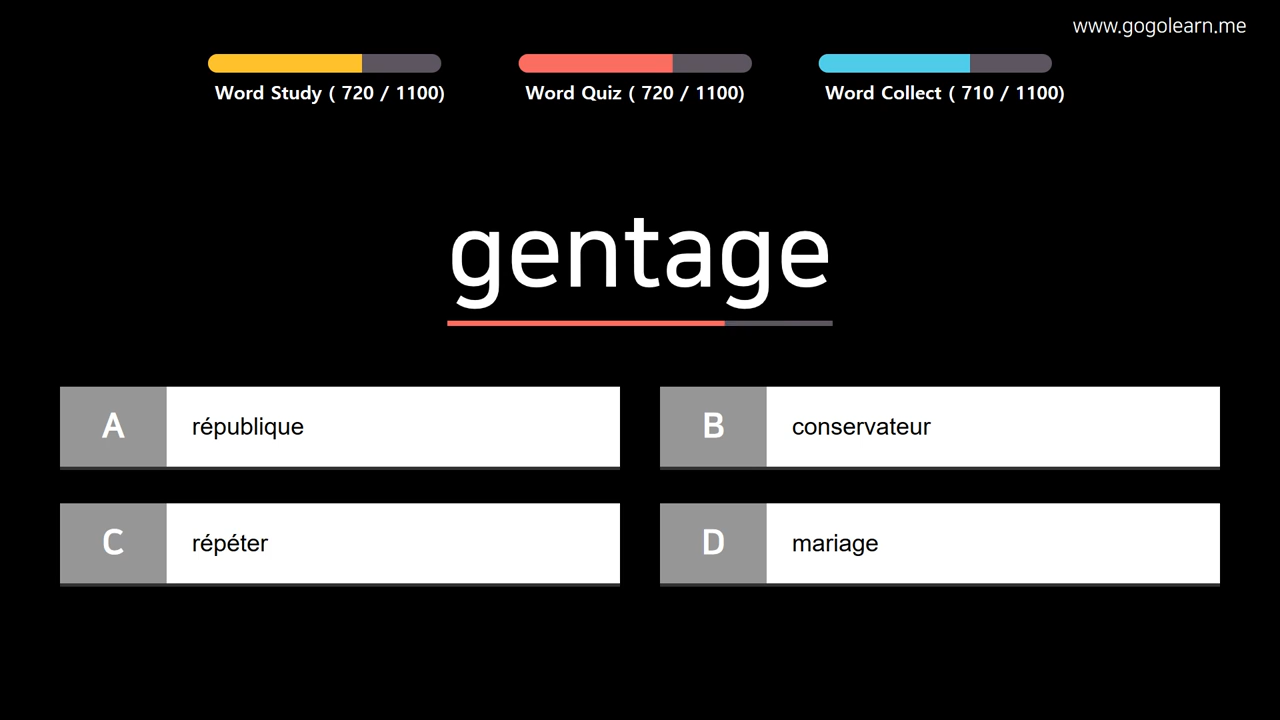 www.gogolearn.me
Word Study ( 720 / 1100)
Word Quiz ( 720 / 1100)
Word Collect ( 710 / 1100)
gentage
A
république
B
conservateur
C
répéter
D
mariage